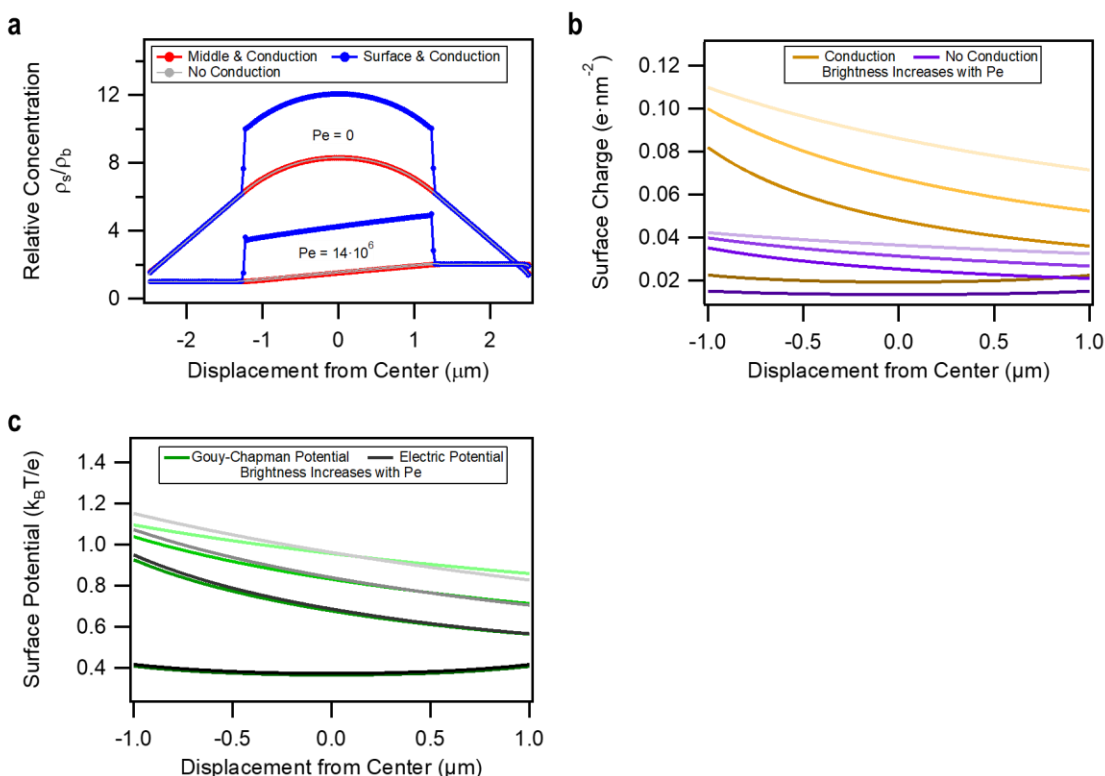 a
Middle & Conduction
Surface & Conduction
No Conduction
Relative Concentration
ρs/ρb
12
8
4
0
Pe = 0
Pe = 14·10⁶
-2
-1
0
1
2
Displacement from Center (μm)
b
Conduction
No Conduction
Brightness Increases with Pe
Surface Charge (e·nm⁻²)
0.12
0.10
0.08
0.06
0.04
0.02
-1.0
-0.5
0.0
0.5
1.0
Displacement from Center (μm)
c
Gouy-Chapman Potential
Electric Potential
Brightness Increases with Pe
Surface Potential (k_BT/e)
1.4
1.2
1.0
0.8
0.6
0.4
-1.0
-0.5
0.0
0.5
1.0
Displacement from Center (μm)